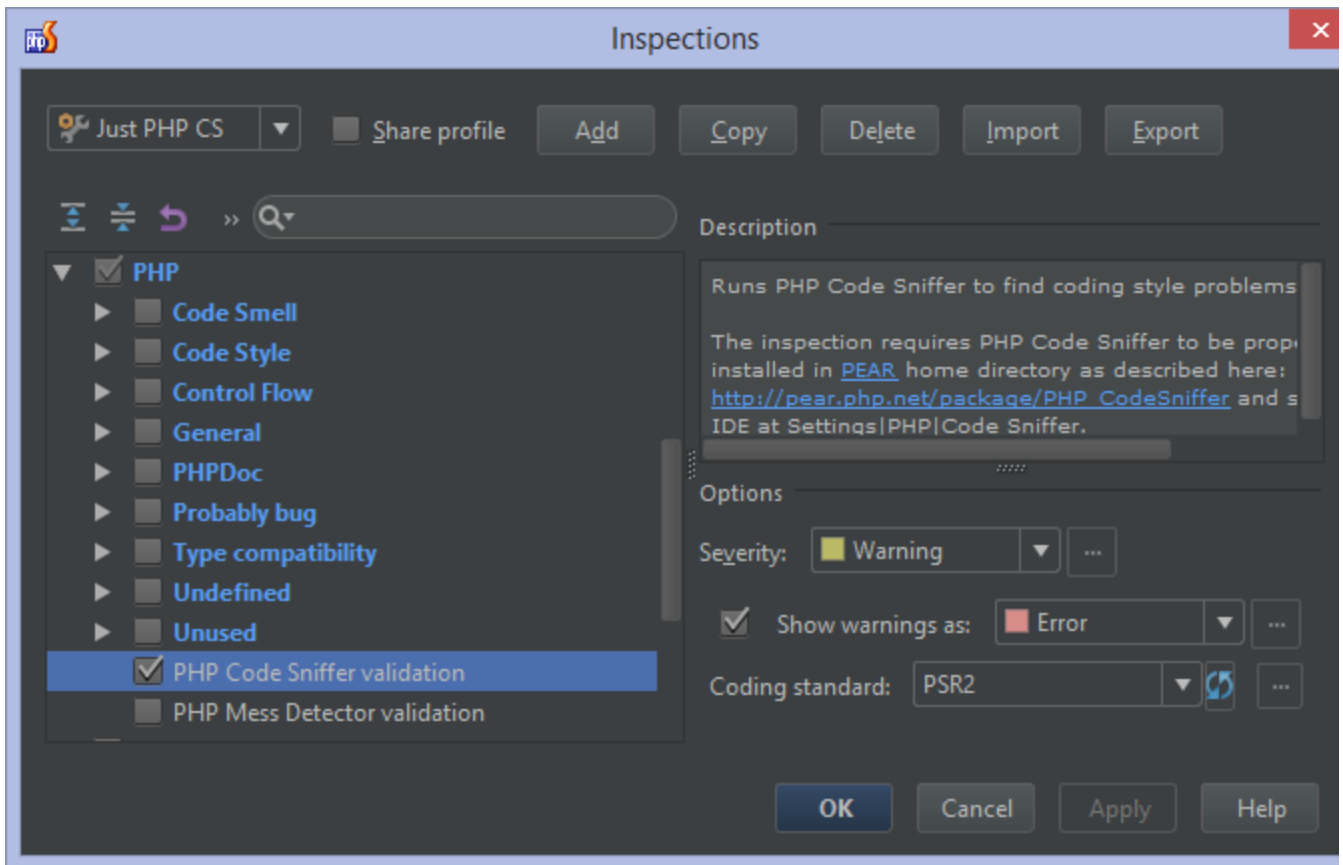 php
Inspections
Just PHP CS
Share profile
Add
Copy
Delete
Import
Export
Description
PHP
Code Smell
Code Style
Control Flow
General
PHPDoc
Probably bug
Type compatibility
Undefined
Unused
PHP Code Sniffer validation
PHP Mess Detector validation
Runs PHP Code Sniffer to find coding style problems
The inspection requires PHP Code Sniffer to be
installed in PEAR home directory as described here:
http://pear.php.net/package/PHP_CodeSniffer and
IDE at Settings|PHP|Code Sniffer.
Options
Severity:
Warning
...
Show warnings as:
Error
...
Coding standard:
PSR2
...
OK
Cancel
Apply
Help